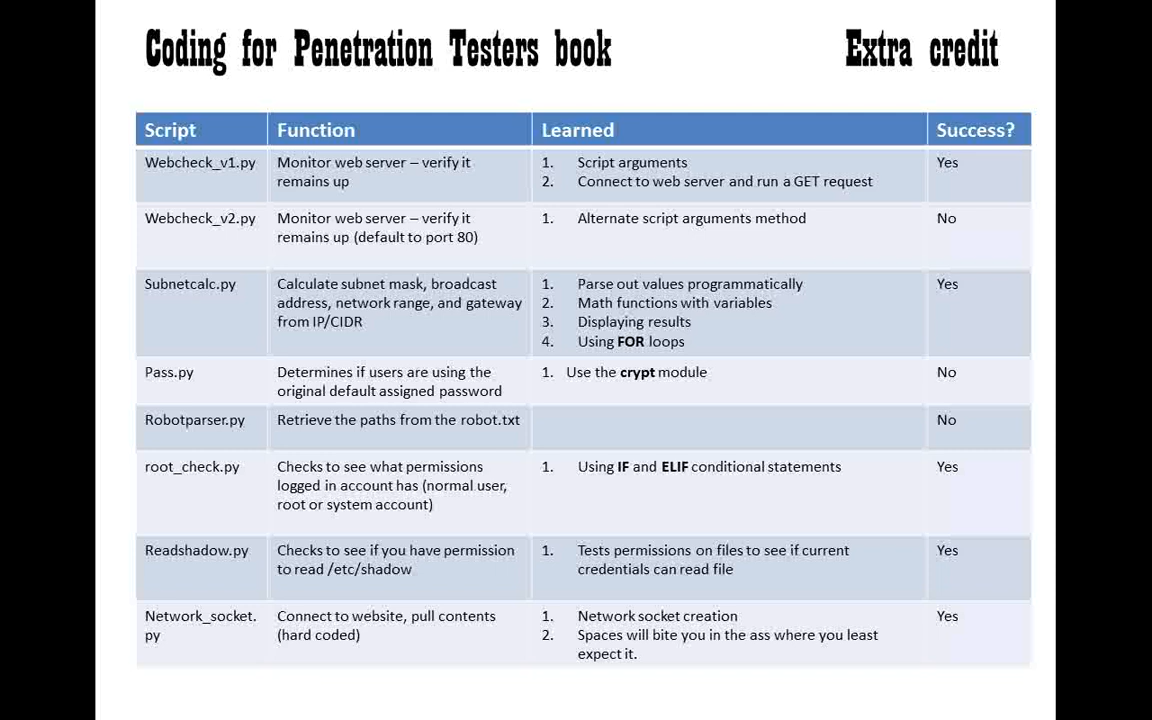 Coding for Penetration Testers book
Extra credit
Script Function Learned Success?
Webcheck_v1.py Monitor web server – verify it 1. Script arguments Yes
remains up 2. Connect to web server and run a GET request
Webcheck_v2.py Monitor web server – verify it 1. Alternate script arguments method No
remains up (default to port 80)
Subnetcalc.py Calculate subnet mask, broadcast 1. Parse out values programmatically Yes
address, network range, and gateway 2. Math functions with variables
from IP/CIDR 3. Displaying results
4. Using FOR loops
Pass.py Determines if users are using the 1. Use the crypt module No
original default assigned password
Robotparser.py Retrieve the paths from the robot.txt No
root_check.py Checks to see what permissions 1. Using IF and ELIF conditional statements Yes
logged in account has (normal user,
root or system account)
Readshadow.py Checks to see if you have permission 1. Tests permissions on files to see if current Yes
to read /etc/shadow credentials can read file
Network_socket. Connect to website, pull contents 1. Network socket creation Yes
py (hard coded) 2. Spaces will bite you in the ass where you least
expect it.